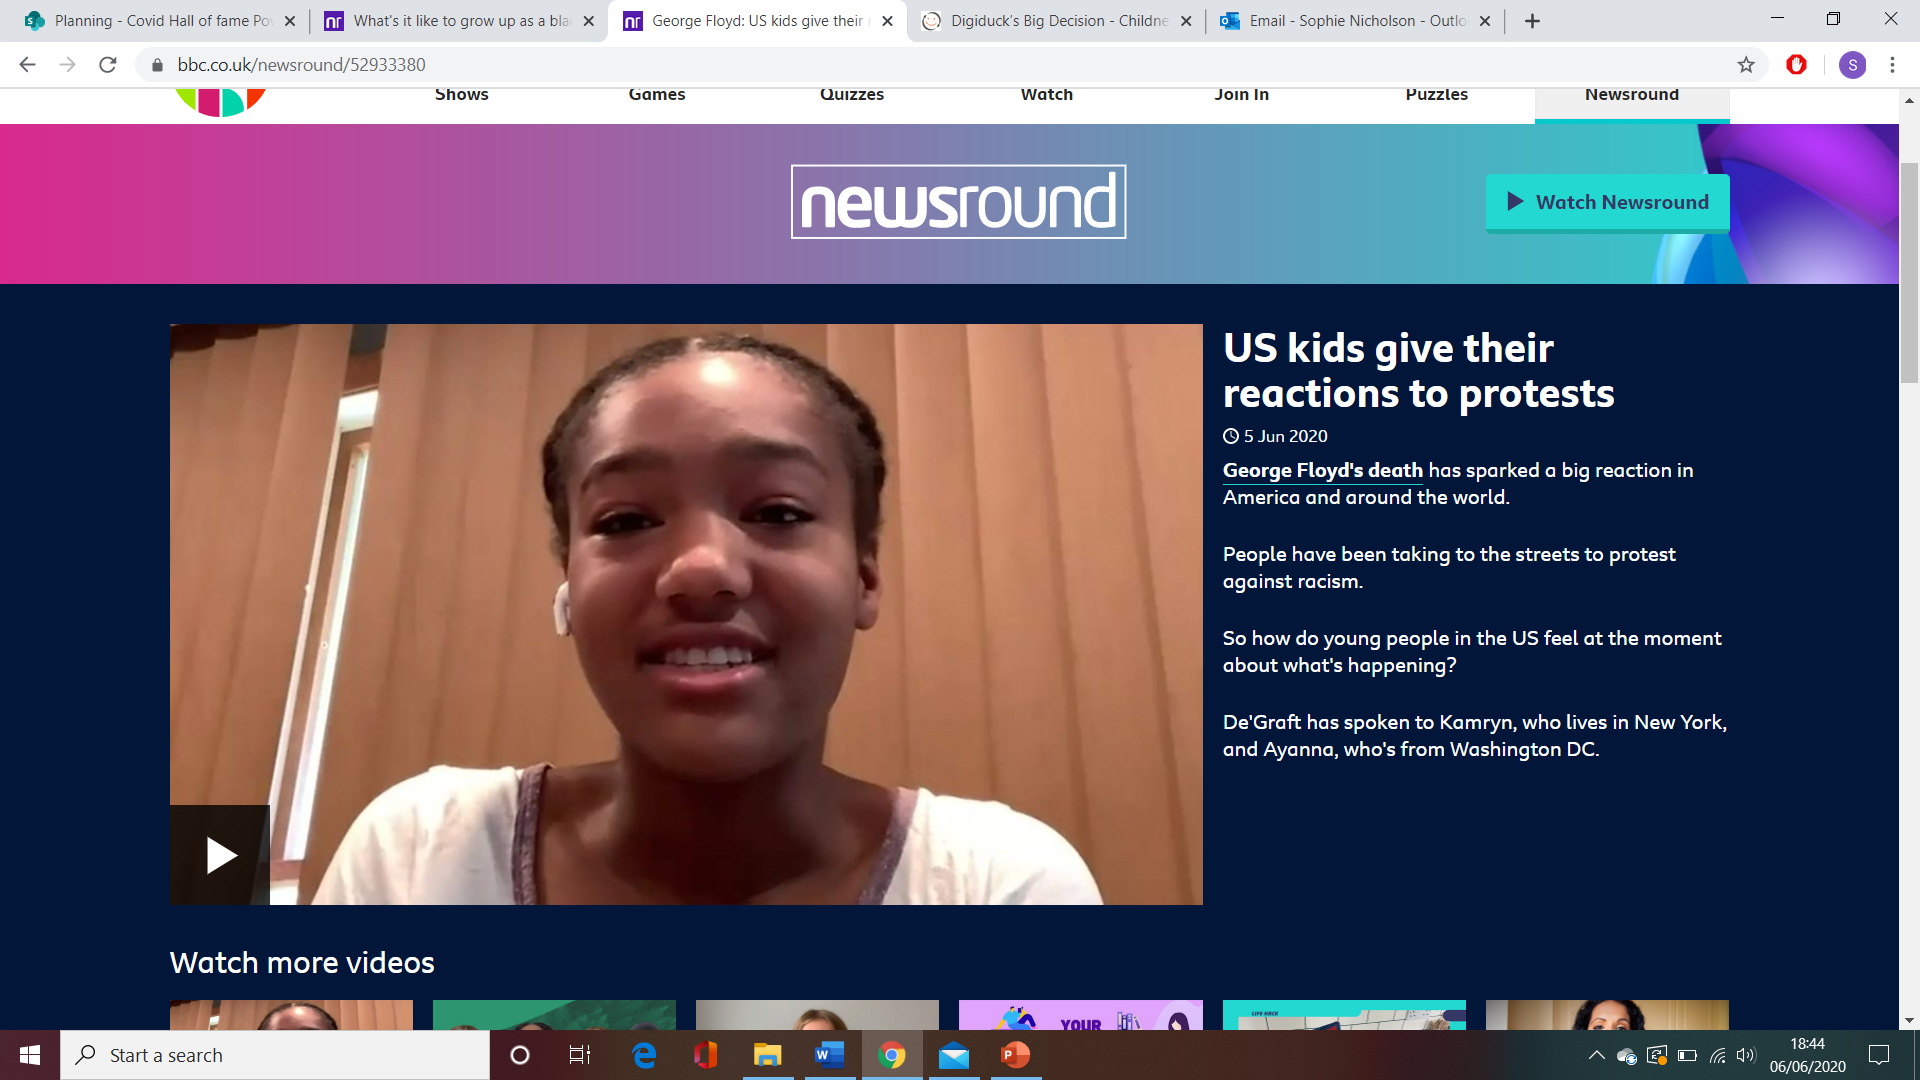 Planning - Covid Hall of fame Po
What's it like to grow up as a bla
George Floyd: US kids give their r
Digiduck's Big Decision - Childne
Email - Sophie Nicholson - Outlo
bbc.co.uk/newsround/52933380
S
Shows
Games
Quizzes
Watch
Join In
Puzzles
Newsround
newsround
Watch Newsround
US kids give their
reactions to protests
5 Jun 2020
George Floyd's death has sparked a big reaction in
America and around the world.
People have been taking to the streets to protest
against racism.
So how do young people in the US feel at the moment
about what's happening?
De'Graft has spoken to Kamryn, who lives in New York,
and Ayanna, who's from Washington DC.
Watch more videos
YOUR
LIFE HACK
Start a search
18:44
06/06/2020